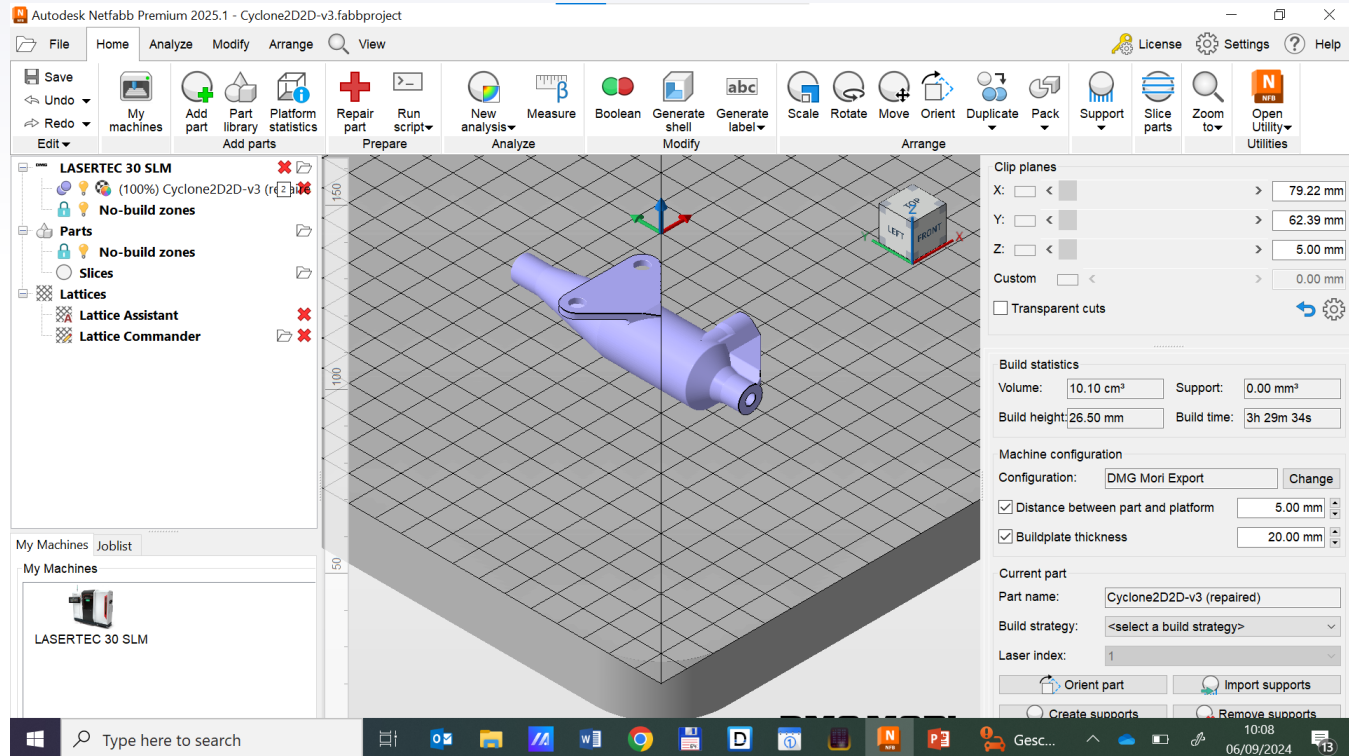 Autodesk Netfabb Premium 2025.1 - Cyclone2D2D-v3.fabbproject
File Home Analyze Modify Arrange View License Settings Help
Save
Undo
Redo
Edit
My machines
Add part
Part library
Platform statistics
Add parts
Repair part
Run script
Prepare
New analysis
Measure
Analyze
Boolean
Generate shell
abc
Generate label
Modify
Scale
Rotate
Move
Orient
Duplicate
Pack
Arrange
Support
Slice parts
Zoom to
NFB
Open Utility
Utilities
LASERTEC 30 SLM
(100%) Cyclone2D2D-v3 (repaire
2
No-build zones
Parts
No-build zones
Slices
Lattices
Lattice Assistant
Lattice Commander
My Machines Joblist
My Machines
LASERTEC 30 SLM
150
100
50
TOP
LEFT
FRONT
Z
Y
X
DMG MORI
Clip planes
X: 79.22 mm
Y: 62.39 mm
Z: 5.00 mm
Custom 0.00 mm
Transparent cuts
Build statistics
Volume: 10.10 cm³ Support: 0.00 mm³
Build height: 26.50 mm Build time: 3h 29m 34s
Machine configuration
Configuration: DMG Mori Export Change
Distance between part and platform 5.00 mm
Buildplate thickness 20.00 mm
Current part
Part name: Cyclone2D2D-v3 (repaired)
Build strategy: <select a build strategy>
Laser index: 1
Orient part Import supports
Create supports Remove supports
Type here to search
Gesc...
10:08
06/09/2024
13